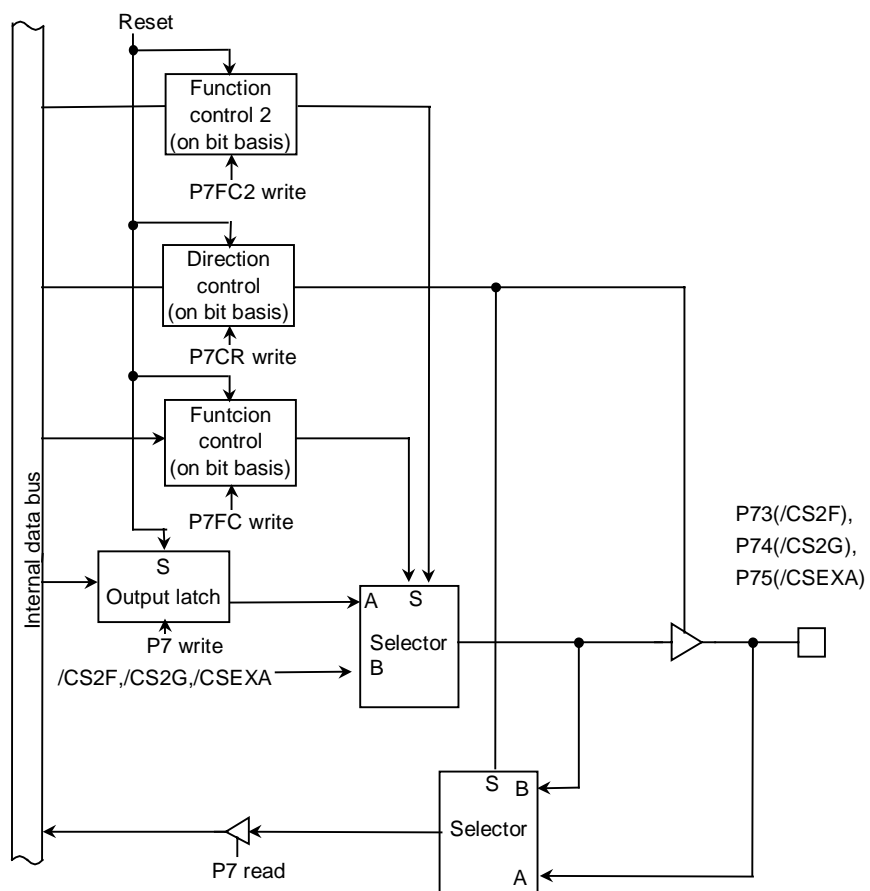 Reset
Function
control 2
(on bit basis)
P7FC2 write
Direction
control
(on bit basis)
P7CR write
Funtcion
control
(on bit basis)
P7FC write
Internal data bus
S
Output latch
P7 write
/CS2F,/CS2G,/CSEXA
A
S
Selector
B
P73(/CS2F),
P74(/CS2G),
P75(/CSEXA)
S
B
Selector
A
P7 read